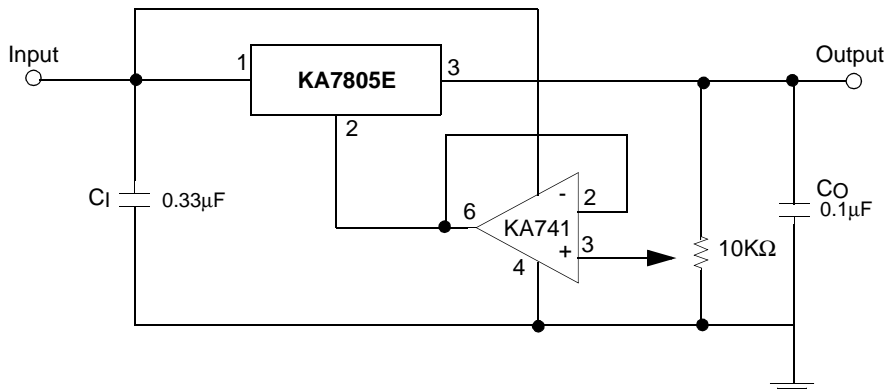 Input
Output
1
KA7805E
3
2
CI
0.33μF
6
-
2
KA741
+
3
4
CO
0.1μF
10KΩ